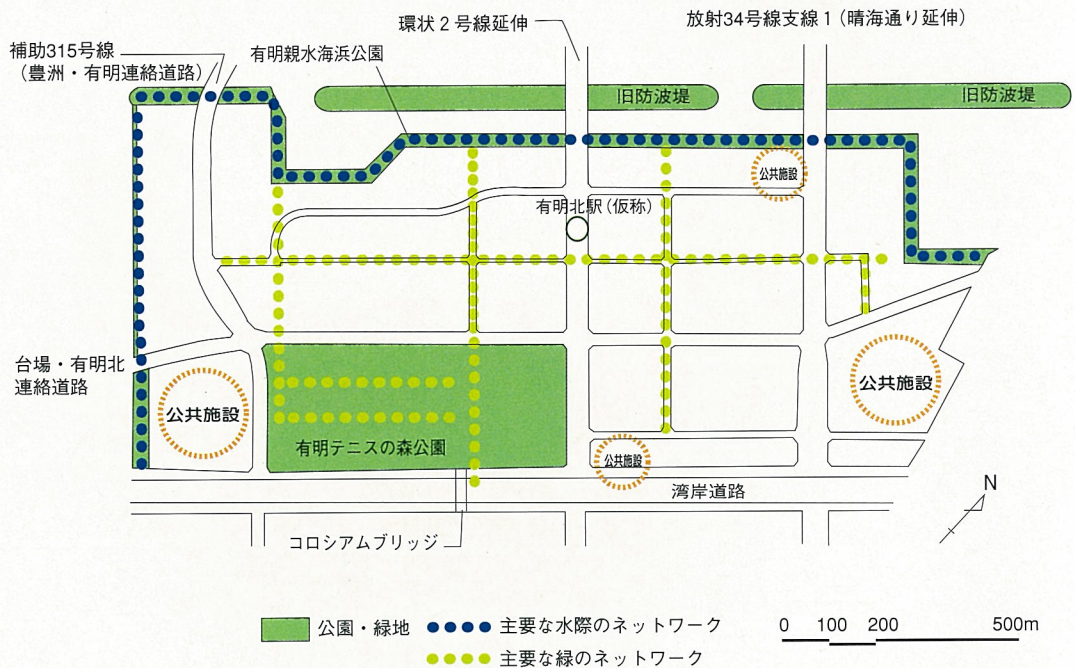 環状2号線延伸
放射34号線支線1(晴海通り延伸)
補助315号線
(豊洲・有明連絡道路)
有明親水海浜公園
旧防波堤
旧防波堤
公共施設
有明北駅(仮称)
台場・有明北
連絡道路
公共施設
公共施設
有明テニスの森公園
公共施設
湾岸道路
N
コロシアムブリッジ
公園・緑地
主要な水際のネットワーク
主要な緑のネットワーク
0 100 200 500m